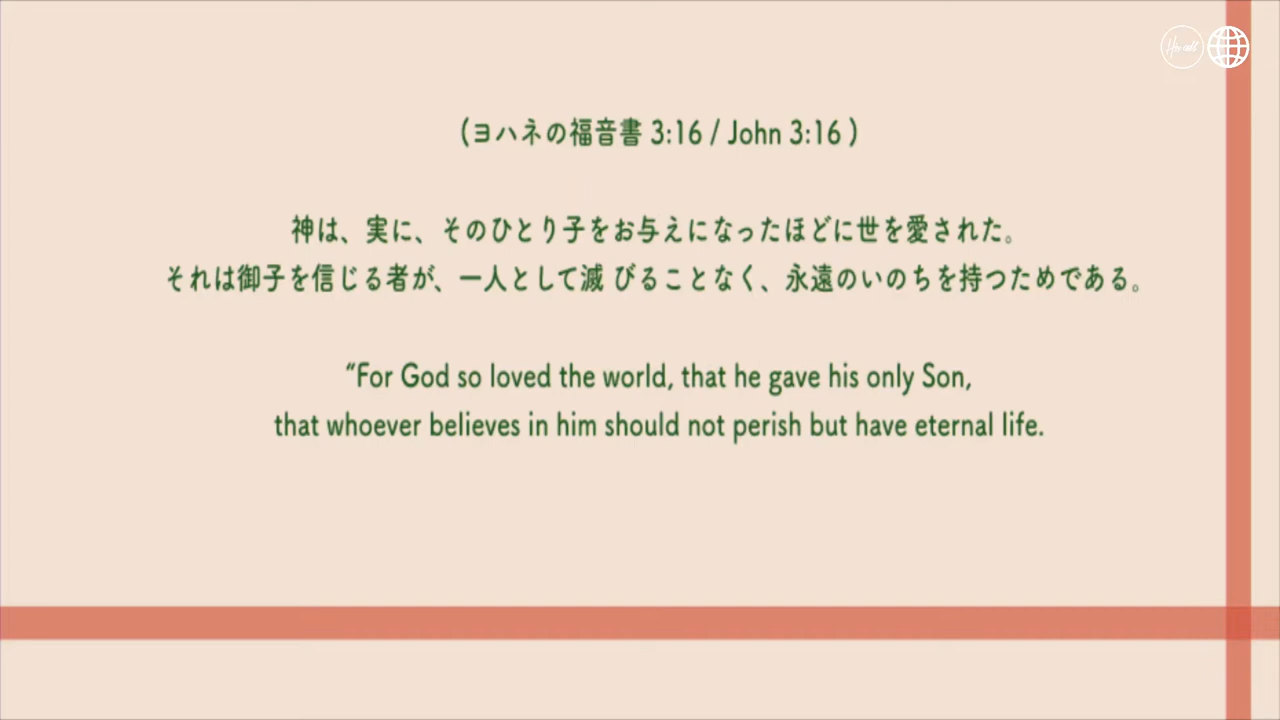 (ヨハネの福音書 3:16 / John 3:16 )
神は、実に、そのひとり子をお与えになったほどに世を愛された。
それは御子を信じる者が、一人として滅 びることなく、永遠のいのちを持つためである。
“For God so loved the world, that he gave his only Son,
that whoever believes in him should not perish but have eternal life.